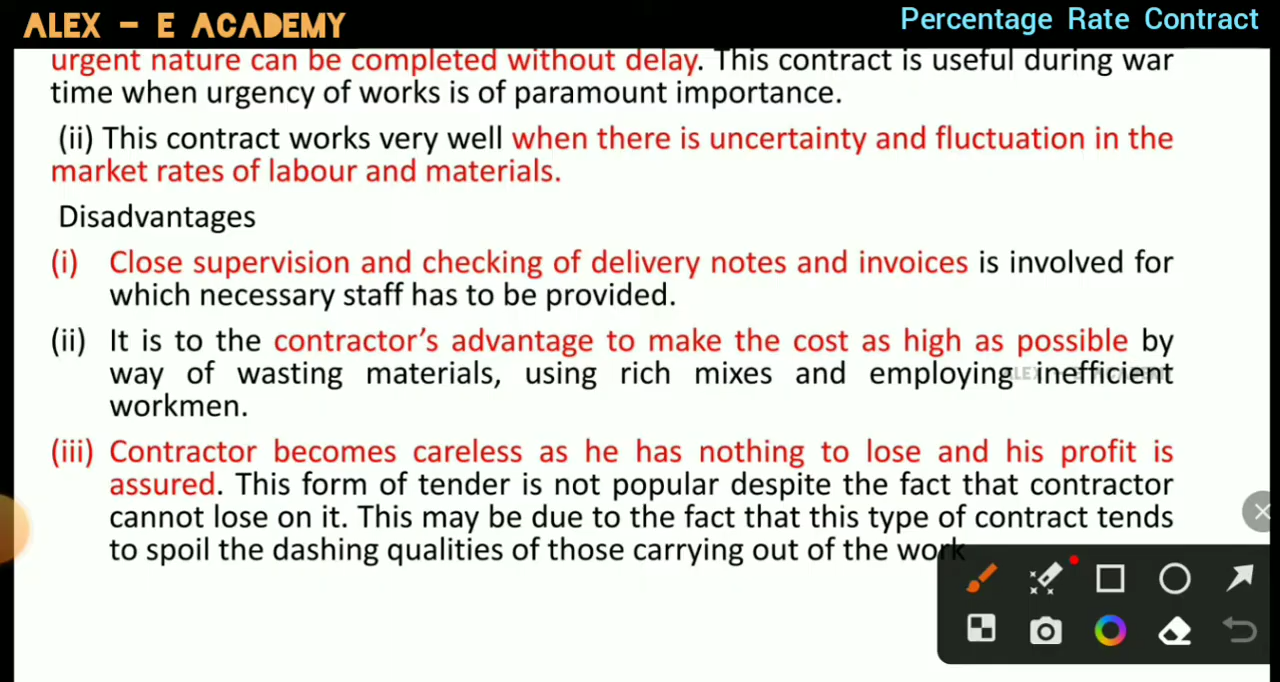 ALEX - E ACADEMY
Percentage Rate Contract
urgent nature can be completed without delay. This contract is useful during war
time when urgency of works is of paramount importance.
(ii) This contract works very well when there is uncertainty and fluctuation in the
market rates of labour and materials.
Disadvantages
(i) Close supervision and checking of delivery notes and invoices is involved for
which necessary staff has to be provided.
(ii) It is to the contractor’s advantage to make the cost as high as possible by
way of wasting materials, using rich mixes and employing inefficient
workmen.
(iii) Contractor becomes careless as he has nothing to lose and his profit is
assured. This form of tender is not popular despite the fact that contractor
cannot lose on it. This may be due to the fact that this type of contract tends
to spoil the dashing qualities of those carrying out of the work